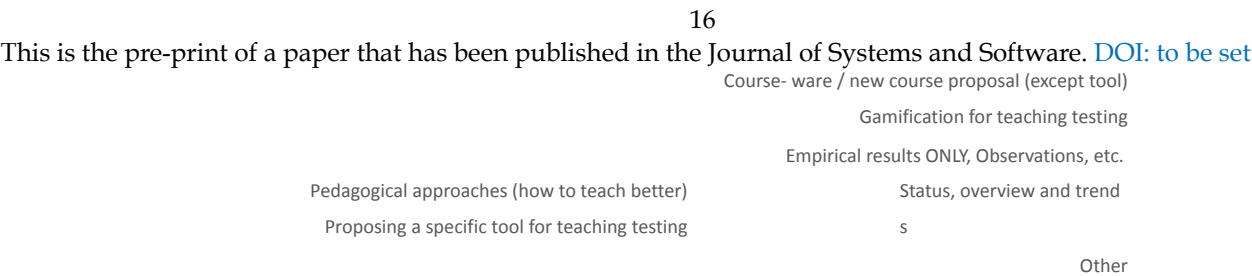 16
This is the pre-print of a paper that has been published in the Journal of Systems and Software. DOI: to be set
Course- ware / new course proposal (except tool)
Gamification for teaching testing
Empirical results ONLY, Observations, etc.
Pedagogical approaches (how to teach better)
Status, overview and trend
Proposing a specific tool for teaching testing
s
Other